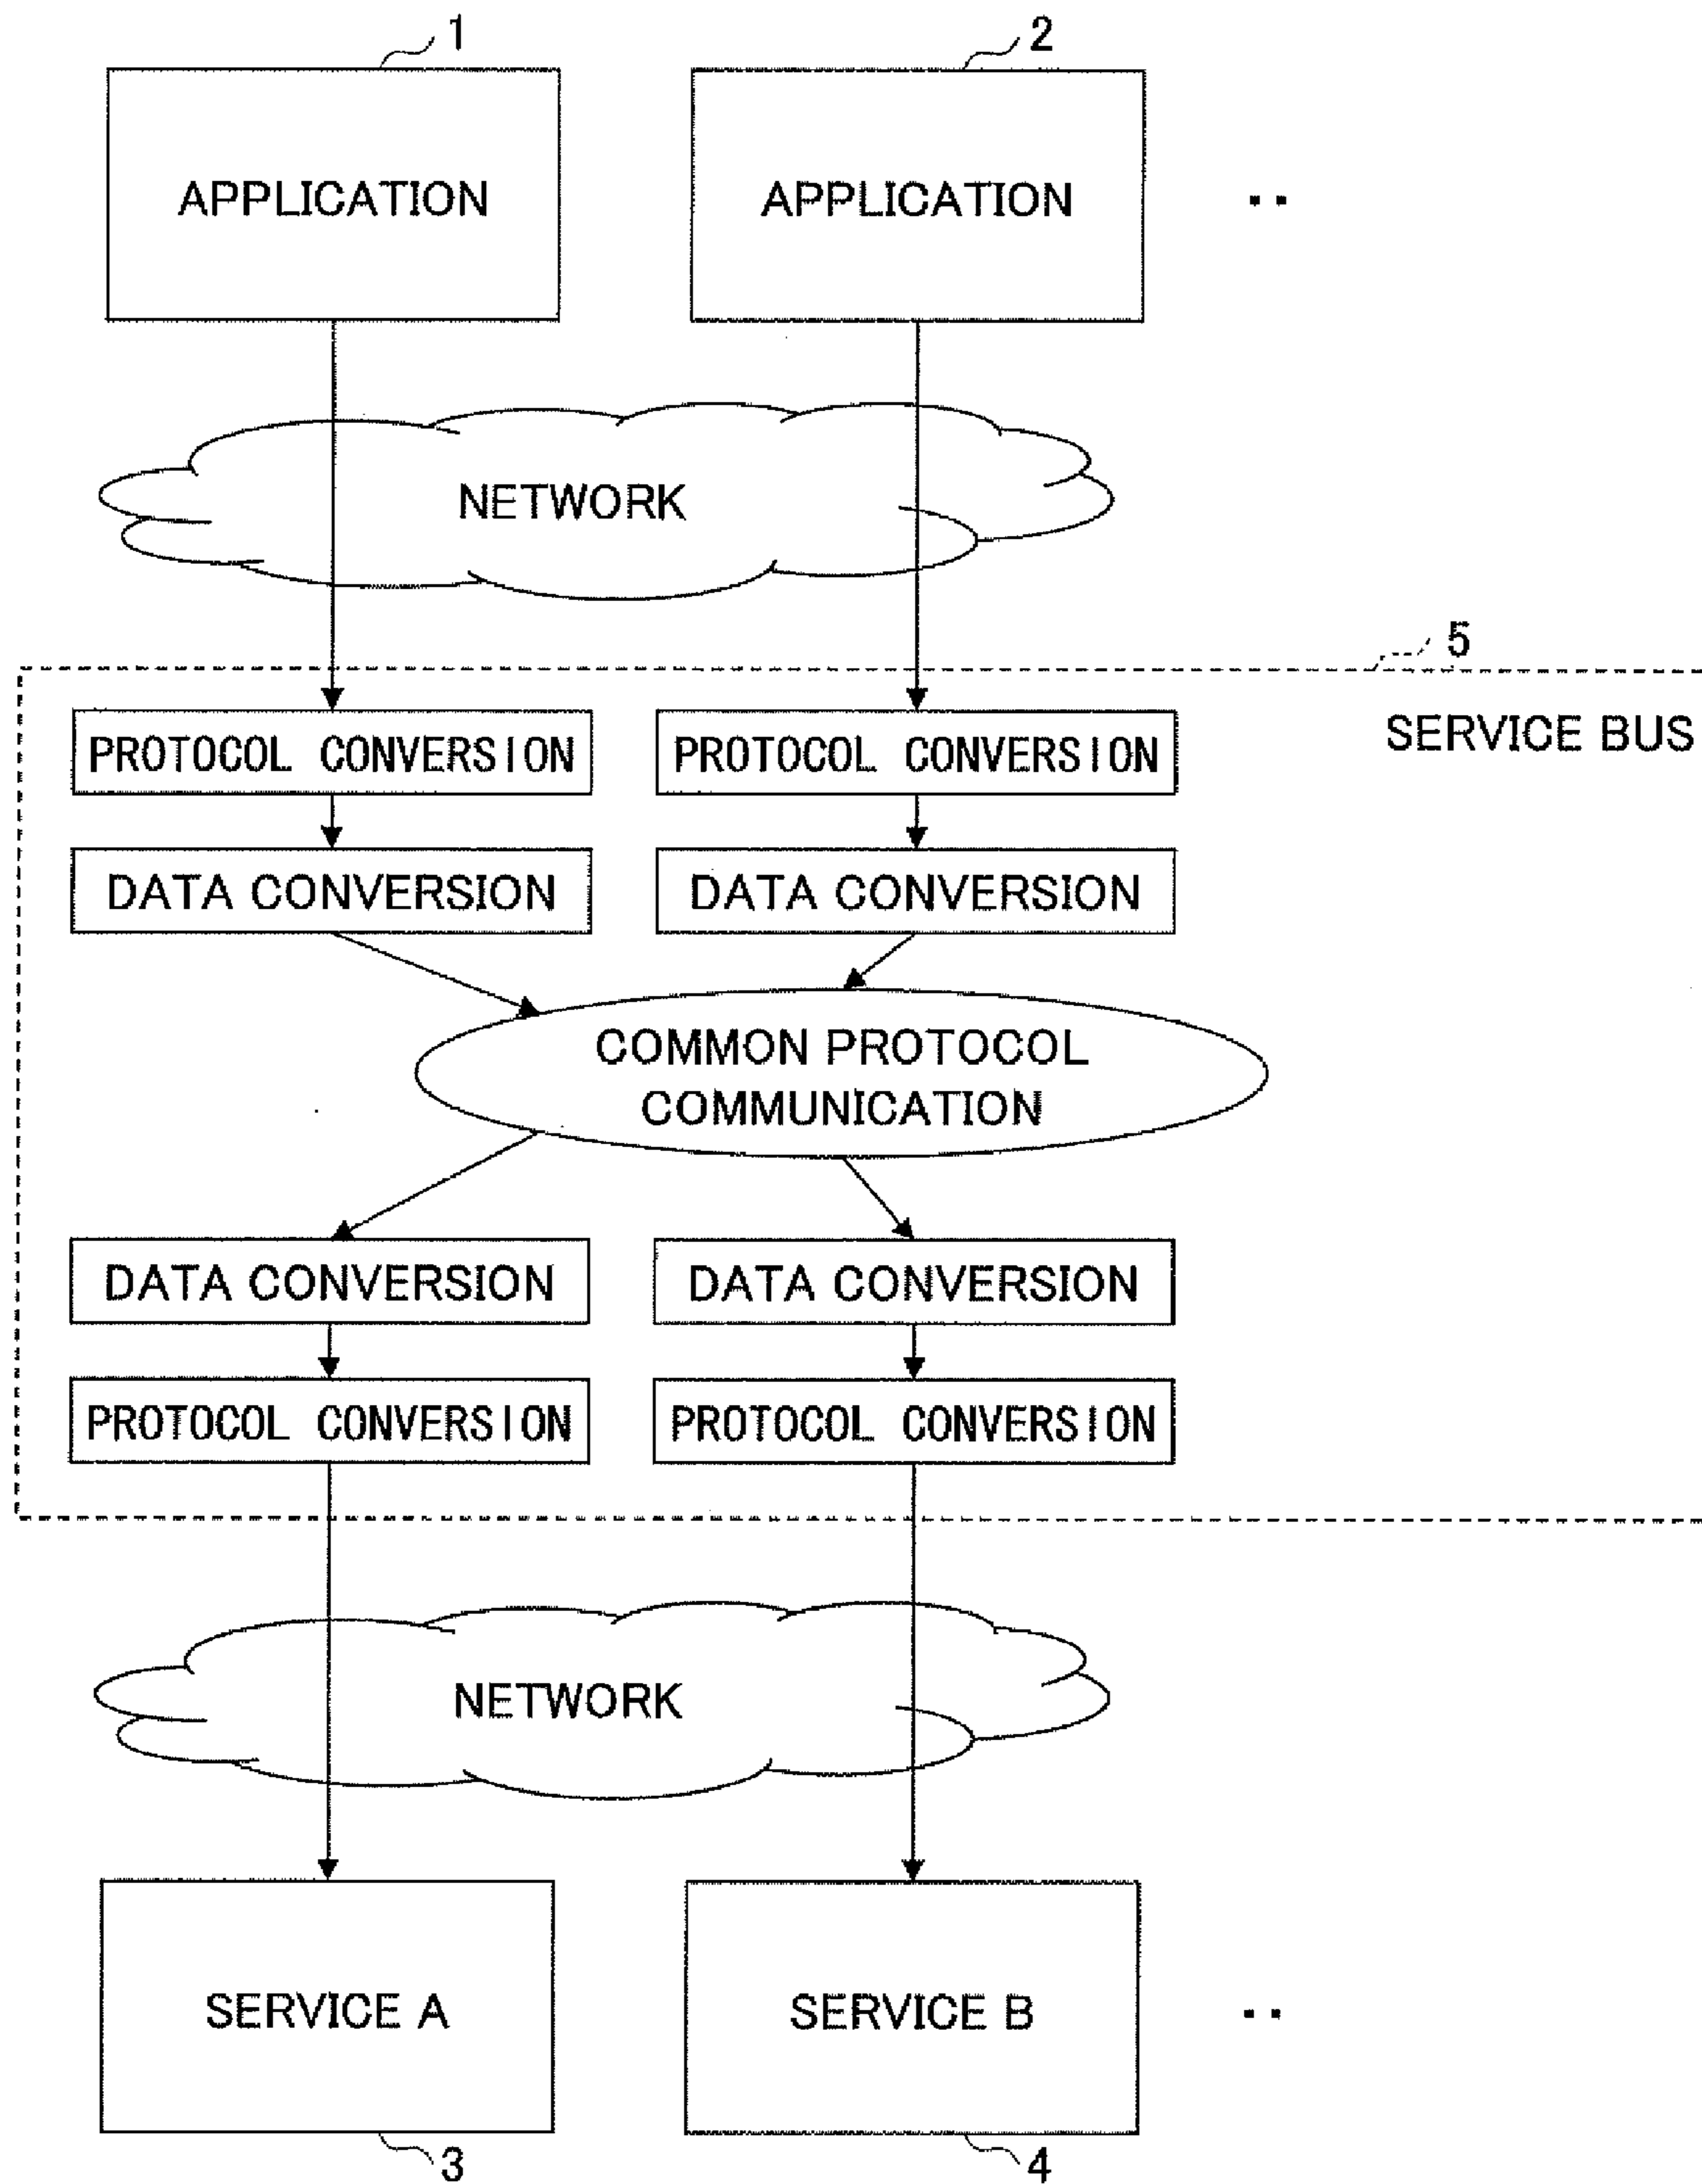 1
2
APPLICATION
APPLICATION
..
NETWORK
5
SERVICE BUS
PROTOCOL CONVERSION
PROTOCOL CONVERSION
DATA CONVERSION
DATA CONVERSION
COMMON PROTOCOL
COMMUNICATION
DATA CONVERSION
DATA CONVERSION
PROTOCOL CONVERSION
PROTOCOL CONVERSION
NETWORK
SERVICE A
SERVICE B
..
3
4